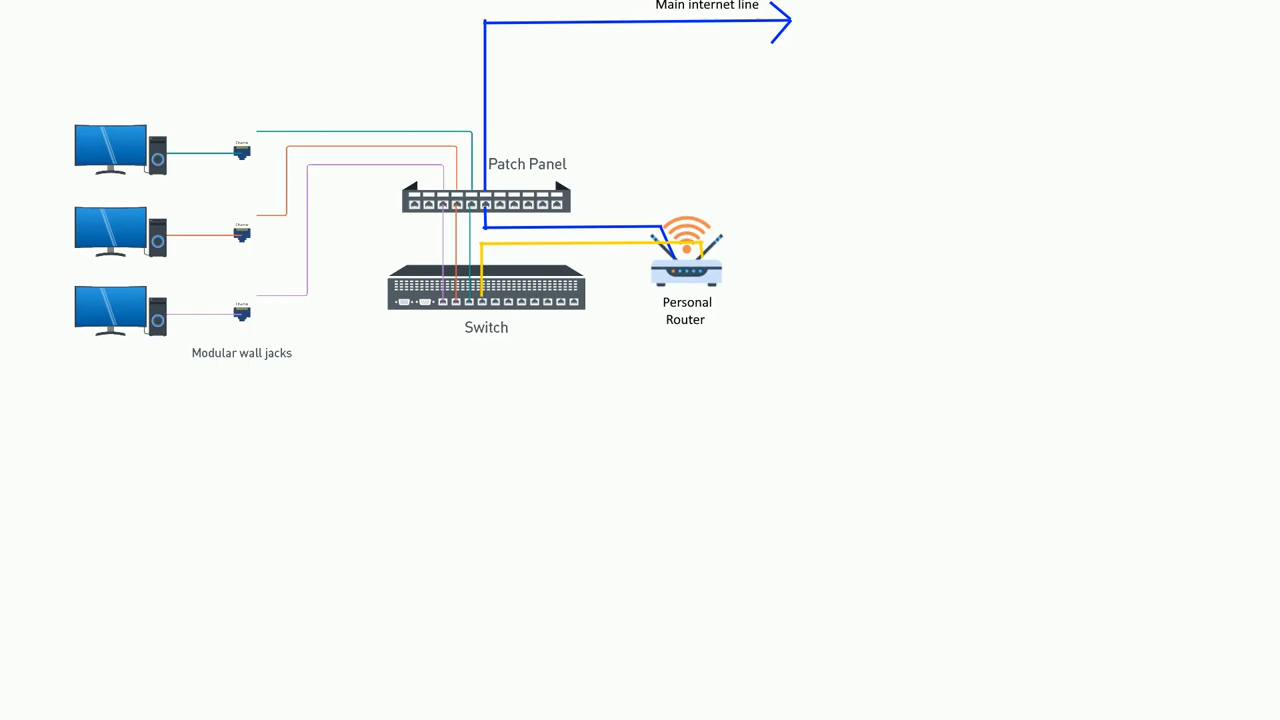 Main internet line
Patch Panel
Personal
Router
Switch
Modular wall jacks